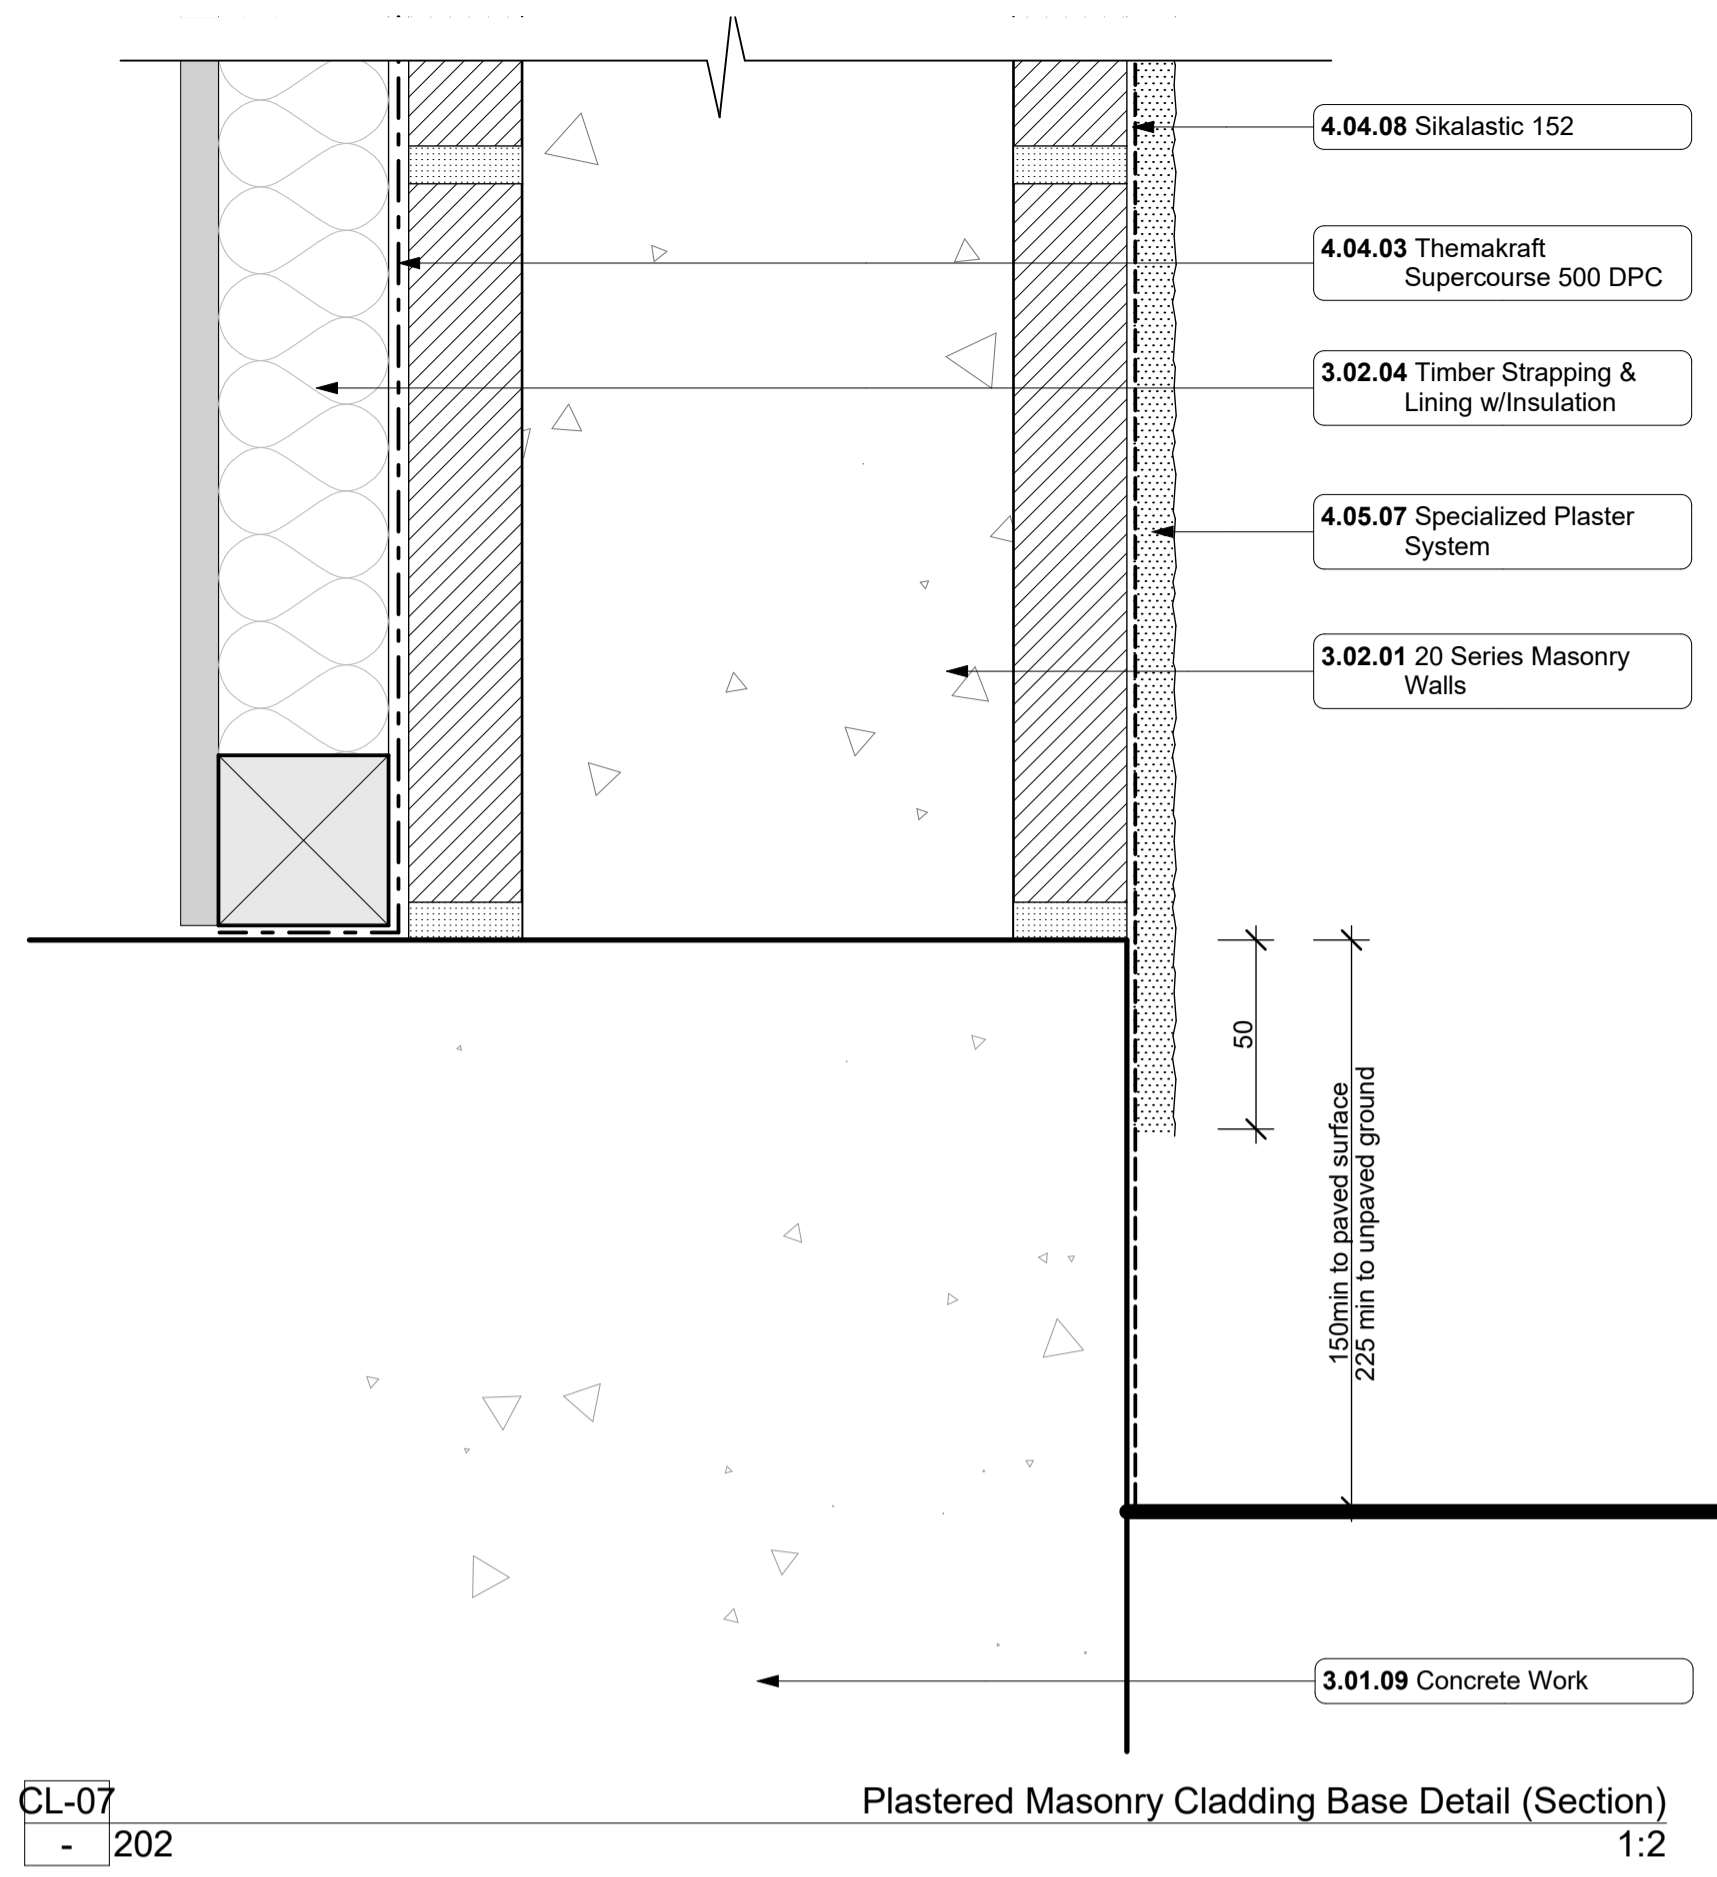 4.04.08 Sikalastic 152
4.04.03 Themakraft
Supercourse 500 DPC
3.02.04 Timber Strapping &
Lining w/Insulation
4.05.07 Specialized Plaster
System
3.02.01 20 Series Masonry
Walls
50
150min to paved surface
225 min to unpaved ground
3.01.09 Concrete Work
CL-07
Plastered Masonry Cladding Base Detail (Section)
- 202
1:2